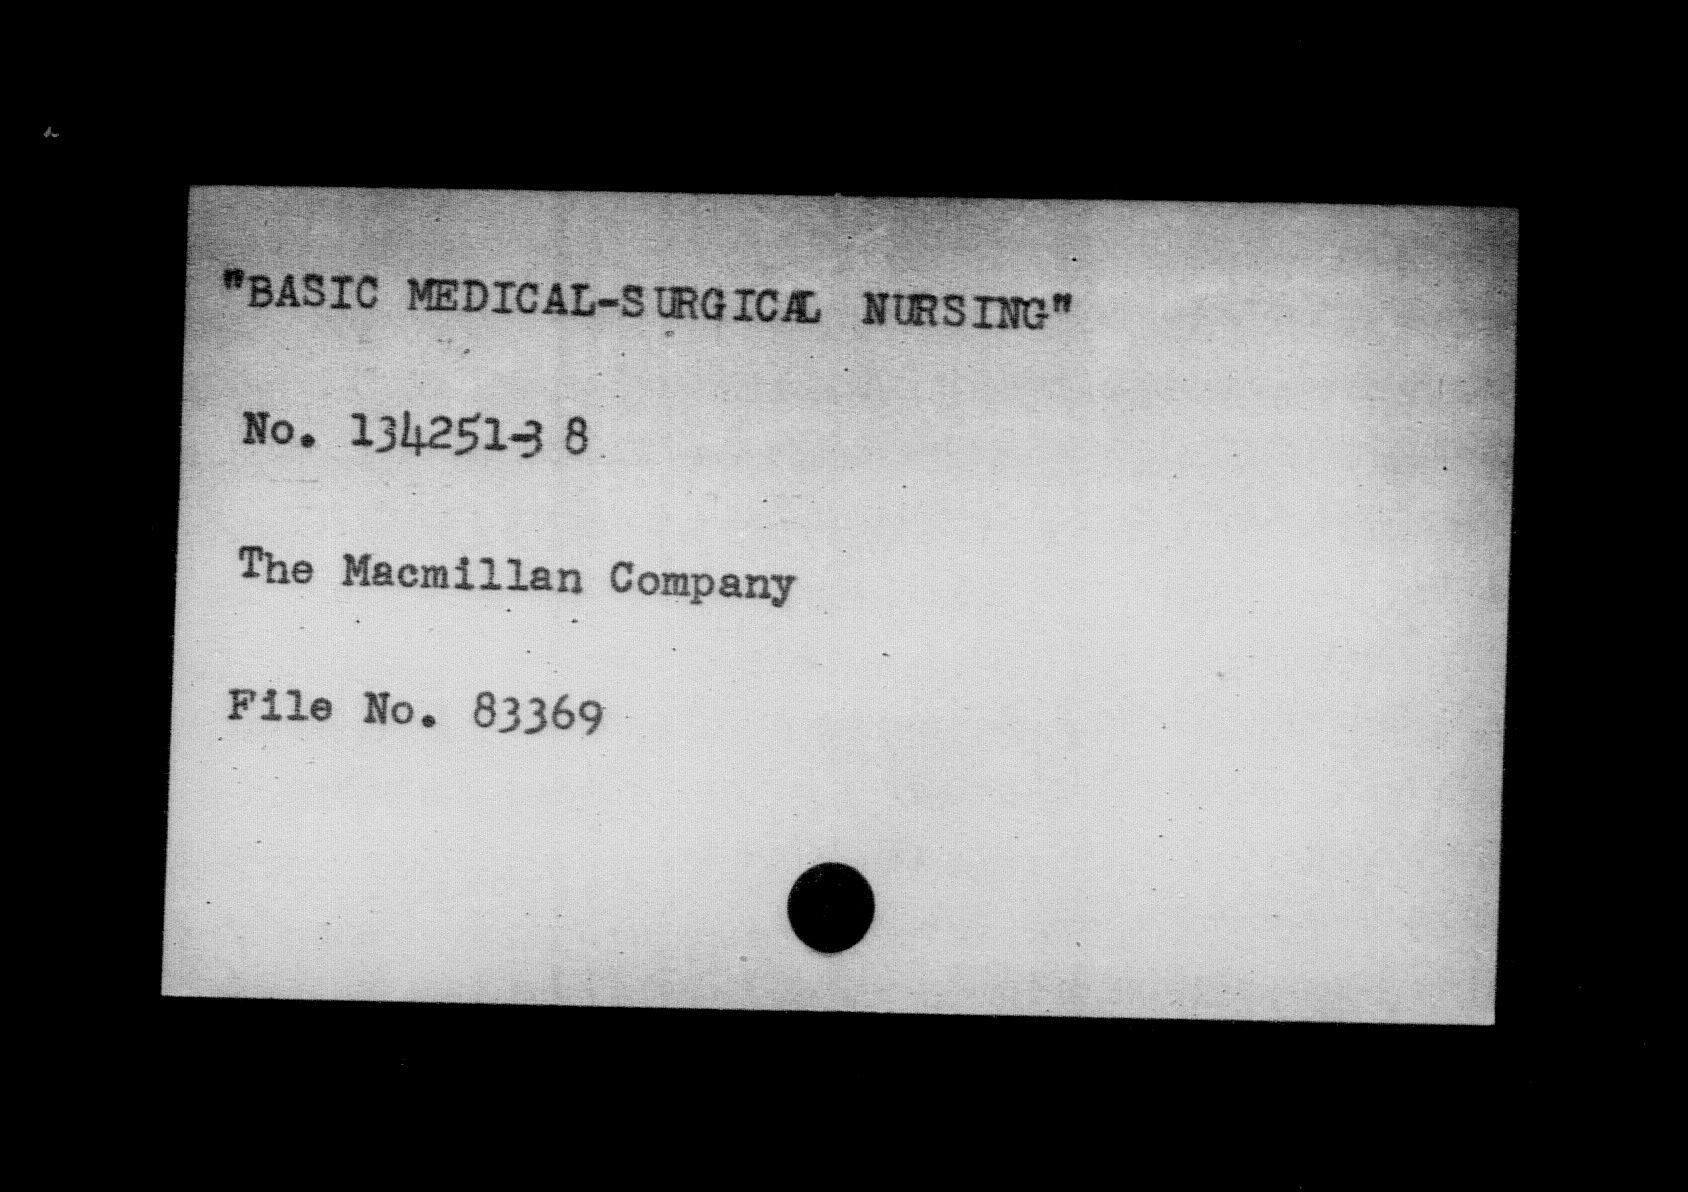 "BASIC MEDICAL-SURGICAL NURSING"
No. 134251-3 8
The Macmillan Company
File No. 83369